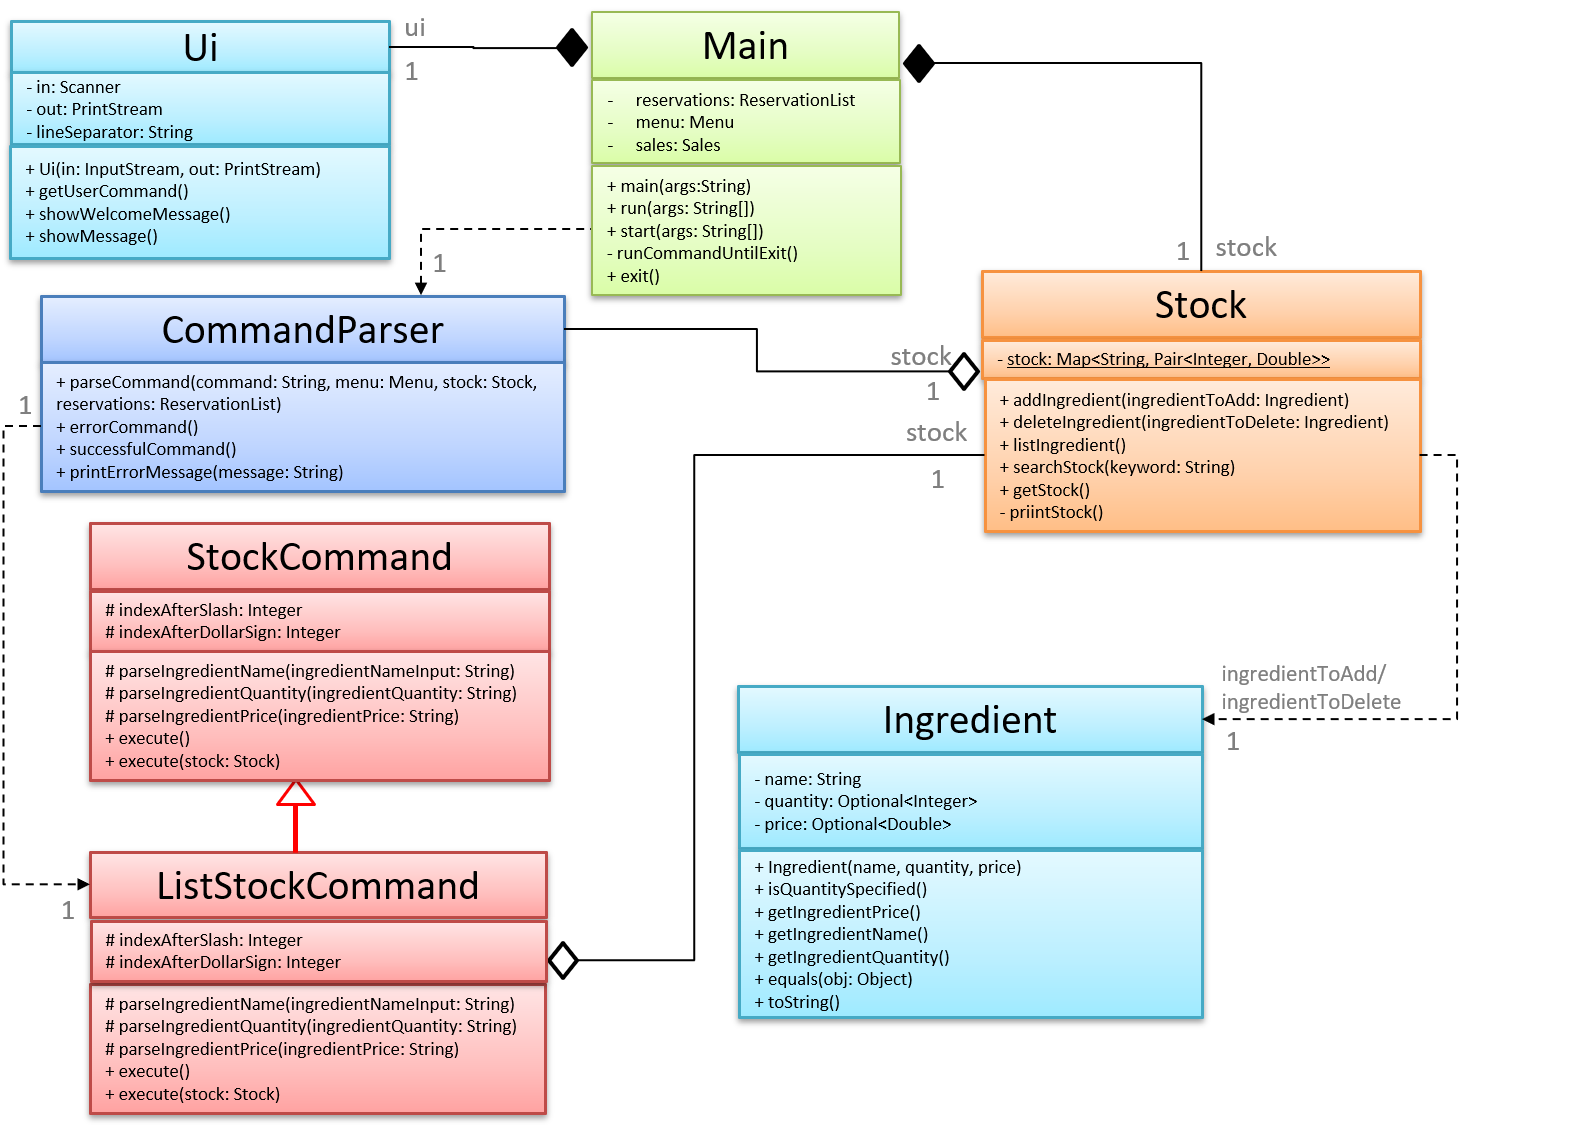 Ui
- in: Scanner
- out: PrintStream
- lineSeparator: String
+ Ui(in: InputStream, out: PrintStream)
+ getUserCommand()
+ showWelcomeMessage()
+ showMessage()
ui
1
Main
- reservations: ReservationList
- menu: Menu
- sales: Sales
+ main(args:String)
+ run(args: String[])
+ start(args: String[])
- runCommandUntilExit()
+ exit()
1
1 stock
CommandParser
+ parseCommand(command: String, menu: Menu, stock: Stock,
reservations: ReservationList)
+ errorCommand()
+ successfulCommand()
+ printErrorMessage(message: String)
1
stock
1
stock
1
Stock
- stock: Map<String, Pair<Integer, Double>>
+ addIngredient(ingredientToAdd: Ingredient)
+ deleteIngredient(ingredientToDelete: Ingredient)
+ listIngredient()
+ searchStock(keyword: String)
+ getStock()
- priintStock()
StockCommand
# indexAfterSlash: Integer
# indexAfterDollarSign: Integer
# parseIngredientName(ingredientNameInput: String)
# parseIngredientQuantity(ingredientQuantity: String)
# parseIngredientPrice(ingredientPrice: String)
+ execute()
+ execute(stock: Stock)
ingredientToAdd/
ingredientToDelete
1
Ingredient
- name: String
- quantity: Optional<Integer>
- price: Optional<Double>
+ Ingredient(name, quantity, price)
+ isQuantitySpecified()
+ getIngredientPrice()
+ getIngredientName()
+ getIngredientQuantity()
+ equals(obj: Object)
+ toString()
1
ListStockCommand
# indexAfterSlash: Integer
# indexAfterDollarSign: Integer
# parseIngredientName(ingredientNameInput: String)
# parseIngredientQuantity(ingredientQuantity: String)
# parseIngredientPrice(ingredientPrice: String)
+ execute()
+ execute(stock: Stock)